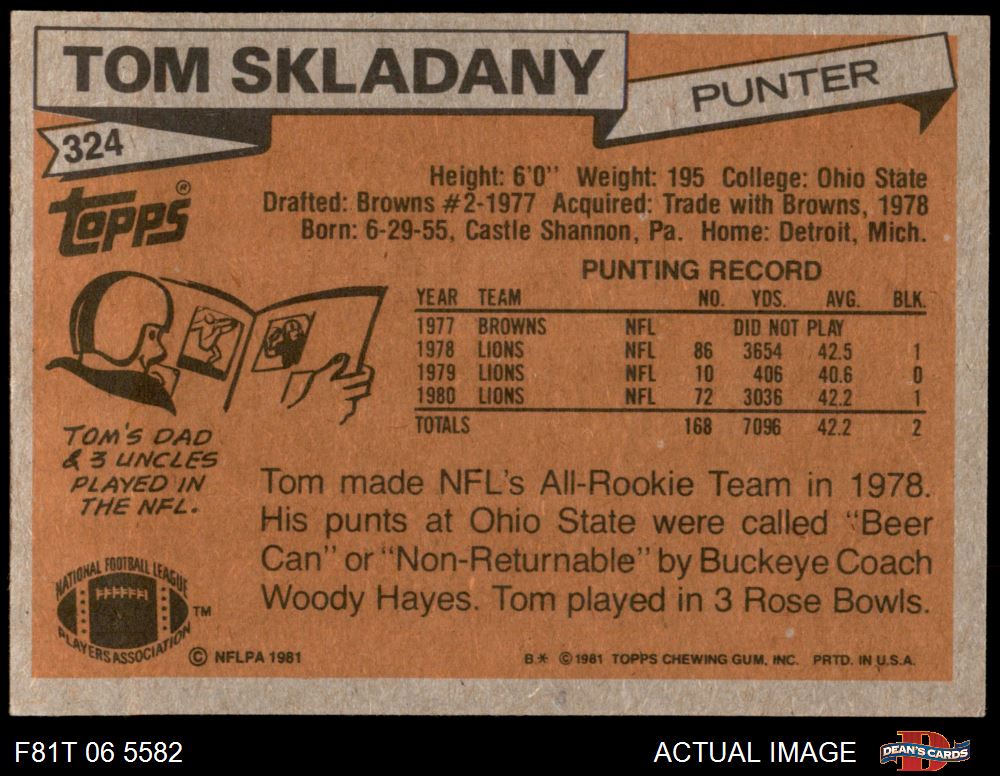 TOM SKLADANY
PUNTER
324
TOPPS®
Height: 6'0'' Weight: 195 College: Ohio State
Drafted: Browns #2-1977 Acquired: Trade with Browns, 1978
Born: 6-29-55, Castle Shannon, Pa. Home: Detroit, Mich.
PUNTING RECORD
YEAR TEAM NO. YDS. AVG. BLK.
1977 BROWNS NFL DID NOT PLAY
1978 LIONS NFL 86 3654 42.5 1
1979 LIONS NFL 10 406 40.6 0
1980 LIONS NFL 72 3036 42.2 1
TOTALS 168 7096 42.2 2
TOM'S DAD
& 3 UNCLES
PLAYED IN
THE NFL.
Tom made NFL's All-Rookie Team in 1978.
His punts at Ohio State were called "Beer
Can" or "Non-Returnable" by Buckeye Coach
Woody Hayes. Tom played in 3 Rose Bowls.
NATIONAL FOOTBALL LEAGUE
PLAYERS ASSOCIATION
TM
© NFLPA 1981
B* © 1981 TOPPS CHEWING GUM, INC. PRTD. IN U.S.A.
F81T 06 5582
ACTUAL IMAGE
D
DEAN'S CARDS